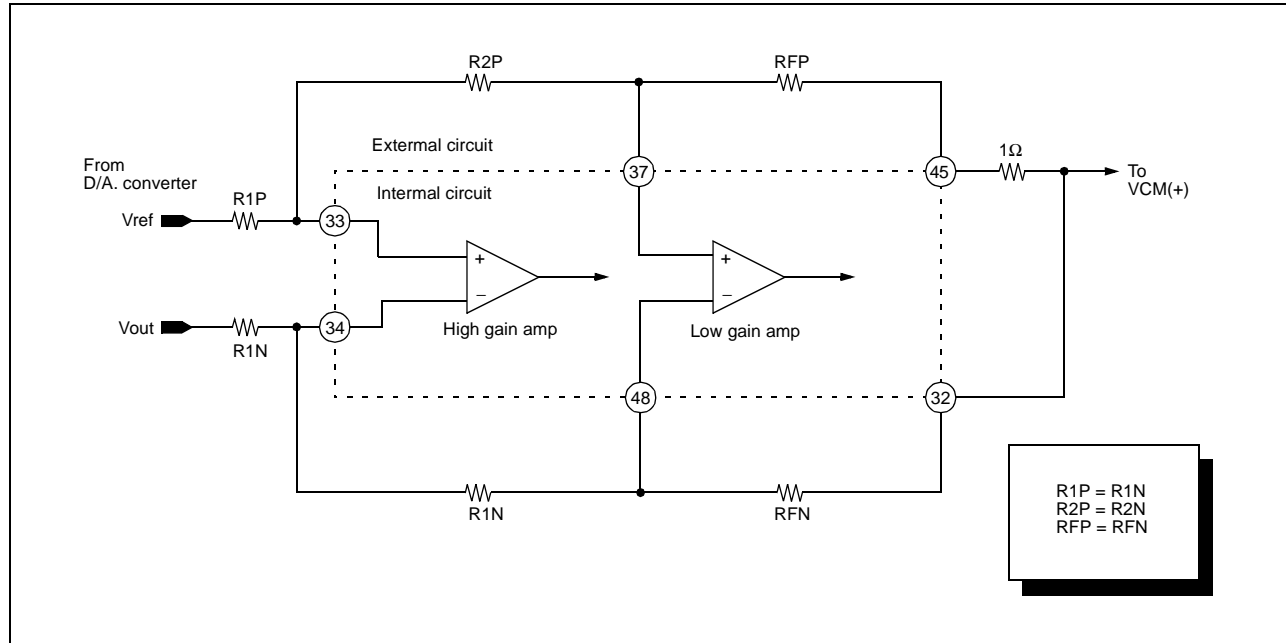 R2P
RFP
Extermal circuit
Internal circuit
From
D/A. converter
R1P
Vref
33
37
45
1Ω
To
VCM(+)
+
−
High gain amp
+
−
Low gain amp
Vout
R1N
34
48
32
R1N
RFN
R1P = R1N
R2P = R2N
RFP = RFN